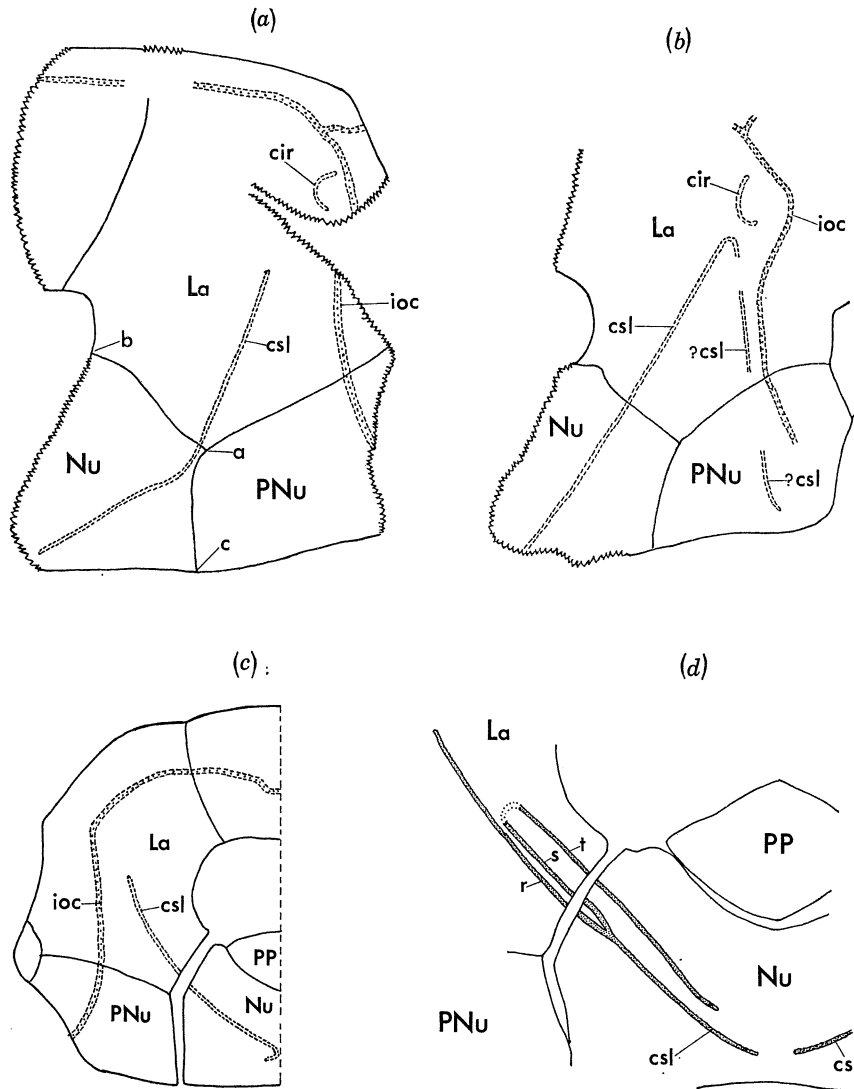 (a)
cir
La
ioc
csl
b
Nu
a
PNu
c
(b)
cir
La
ioc
csl
?csl
Nu
PNu
?csl
(c)
La
ioc
csl
PP
PNu
Nu
(d)
La
PP
t
s
r
Nu
PNu
csl
cs